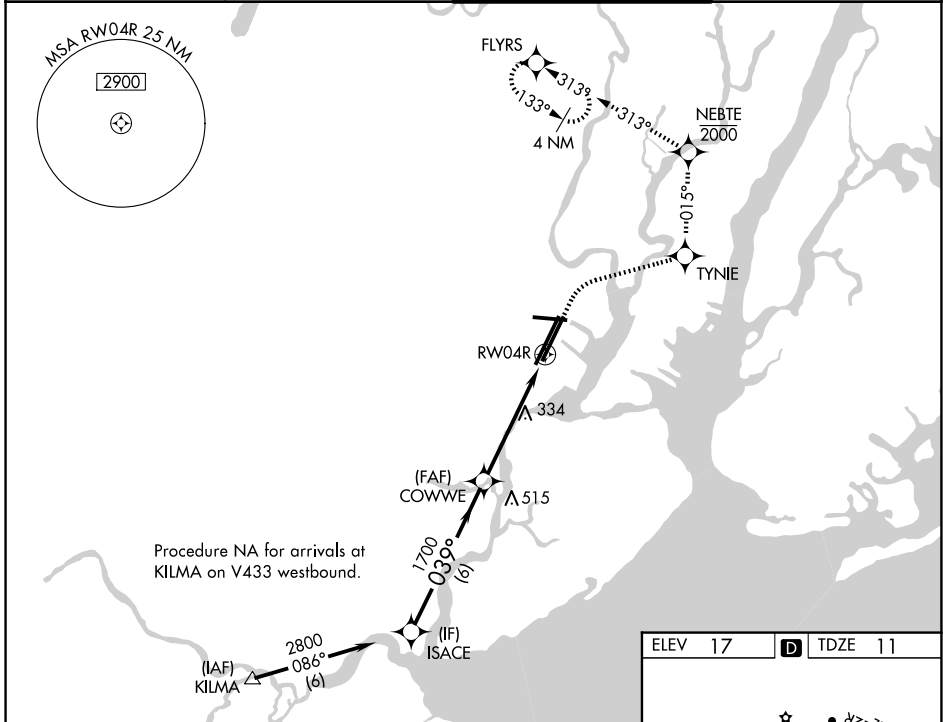 MSA RW04R 25 NM
2900
FLYRS
313°
133°
4 NM
313°
NEBTE
2000
015°
TYNIE
RW04R
334
(FAF)
COWWE
515
1700
039°
(6)
Procedure NA for arrivals at
KILMA on V433 westbound.
(IF)
ISACE
2800
086°
(6)
(IAF)
KILMA
ELEV 17 D TDZE 11